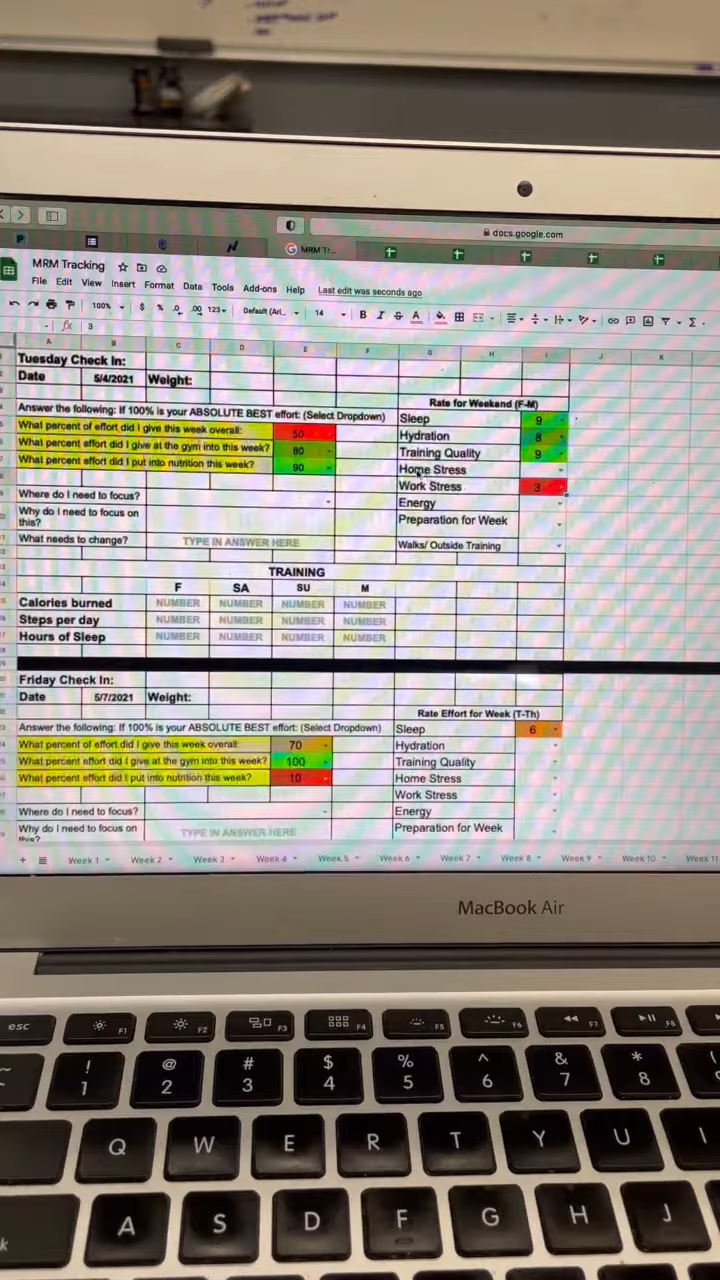 docs.google.com
MRM Tr...
MRM Tracking
File Edit View Insert Format Data Tools Add-ons Help Last edit was seconds ago
100% $ % .0 .00 123 Default (Ari... 14 B I S A
fx 3
A B C D E F G H I J K
Tuesday Check In:
Date 5/4/2021 Weight:
Rate for Weekend (F-M)
Answer the following: If 100% is your ABSOLUTE BEST effort: (Select Dropdown) Sleep 9
What percent of effort did I give this week overall: 50 Hydration 8
What percent effort did I give at the gym into this week? 80 Training Quality 9
What percent effort did I put into nutrition this week? 90 Home Stress
Work Stress 3
Where do I need to focus? Energy
Why do I need to focus on this? Preparation for Week
What needs to change? TYPE IN ANSWER HERE Walks/ Outside Training
TRAINING
F SA SU M
Calories burned NUMBER NUMBER NUMBER NUMBER
Steps per day NUMBER NUMBER NUMBER NUMBER
Hours of Sleep NUMBER NUMBER NUMBER NUMBER
Friday Check In:
Date 5/7/2021 Weight:
Rate Effort for Week (T-Th)
Answer the following: If 100% is your ABSOLUTE BEST effort: (Select Dropdown) Sleep 6
What percent of effort did I give this week overall: 70 Hydration
What percent effort did I give at the gym into this week? 100 Training Quality
What percent effort did I put into nutrition this week? 10 Home Stress
Work Stress
Where do I need to focus? Energy
Why do I need to focus on this? TYPE IN ANSWER HERE Preparation for Week
Week 1 Week 2 Week 3 Week 4 Week 5 Week 6 Week 7 Week 8 Week 9 Week 10 Week 11
MacBook Air
esc F1 F2 F3 F4 F5 F6 F7 F8
! @ # $ % ^ & *
1 2 3 4 5 6 7 8
Q W E R T Y U I
A S D F G H J